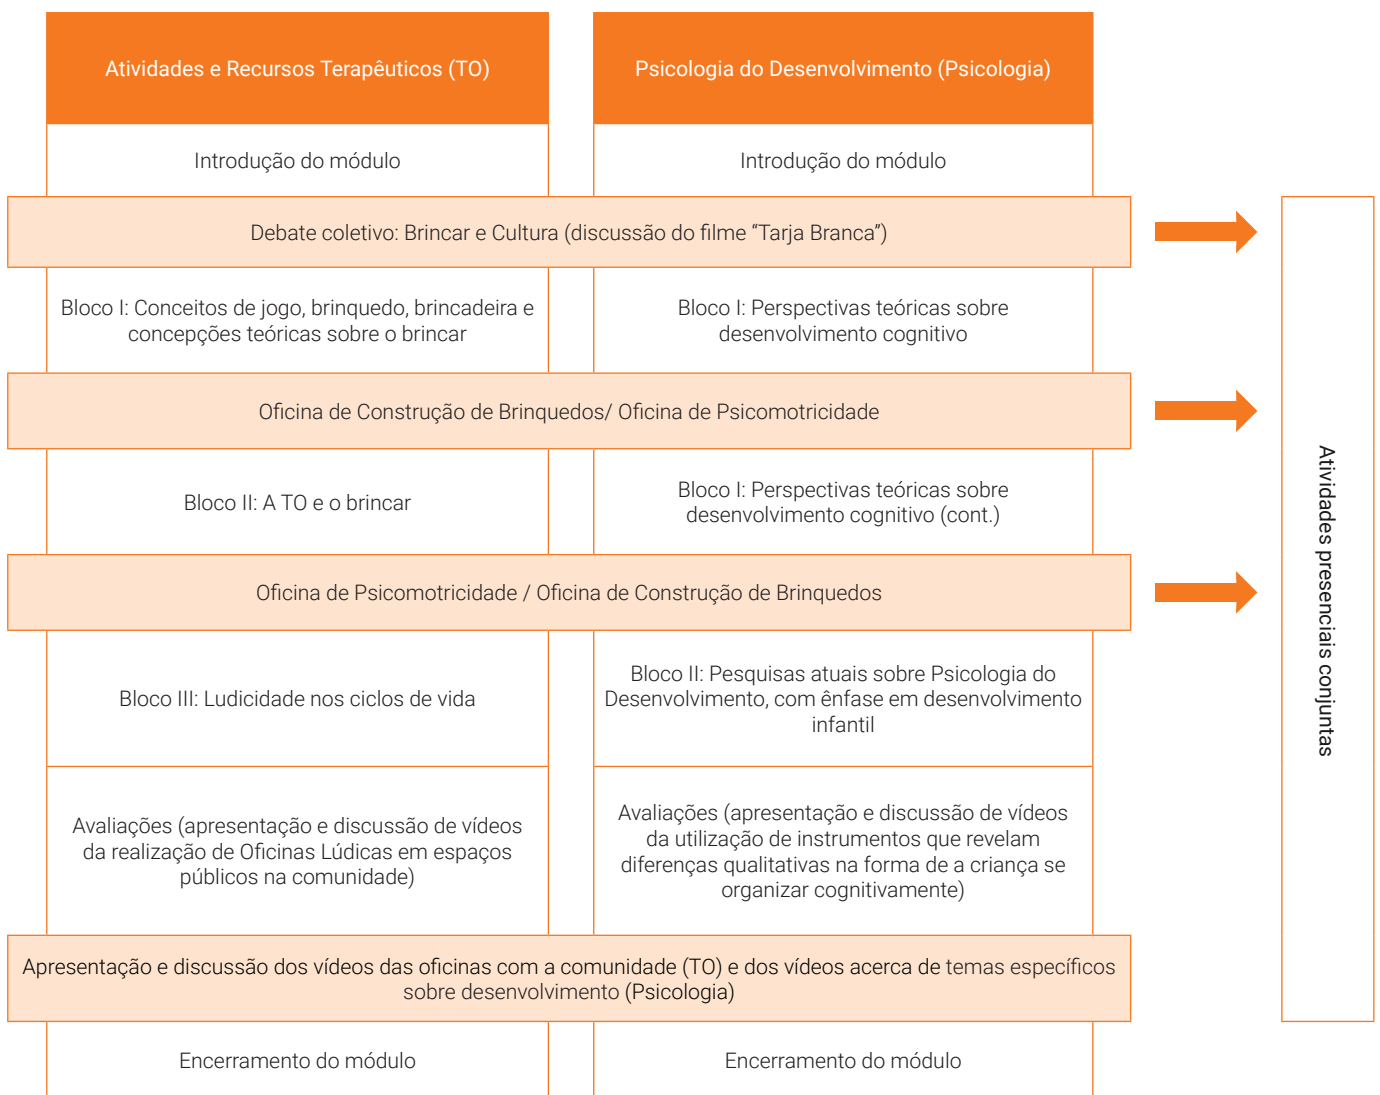 Atividades e Recursos Terapêuticos (TO)
Psicologia do Desenvolvimento (Psicologia)
Introdução do módulo
Introdução do módulo
Debate coletivo: Brincar e Cultura (discussão do filme “Tarja Branca”)
Bloco I: Conceitos de jogo, brinquedo, brincadeira e
concepções teóricas sobre o brincar
Bloco I: Perspectivas teóricas sobre
desenvolvimento cognitivo
Oficina de Construção de Brinquedos/ Oficina de Psicomotricidade
Bloco II: A TO e o brincar
Bloco I: Perspectivas teóricas sobre
desenvolvimento cognitivo (cont.)
Oficina de Psicomotricidade / Oficina de Construção de Brinquedos
Bloco III: Ludicidade nos ciclos de vida
Bloco II: Pesquisas atuais sobre Psicologia do
Desenvolvimento, com ênfase em desenvolvimento
infantil
Avaliações (apresentação e discussão de vídeos
da realização de Oficinas Lúdicas em espaços
públicos na comunidade)
Avaliações (apresentação e discussão de vídeos
da utilização de instrumentos que revelam
diferenças qualitativas na forma de a criança se
organizar cognitivamente)
Apresentação e discussão dos vídeos das oficinas com a comunidade (TO) e dos vídeos acerca de temas específicos
sobre desenvolvimento (Psicologia)
Encerramento do módulo
Encerramento do módulo
Atividades presenciais conjuntas